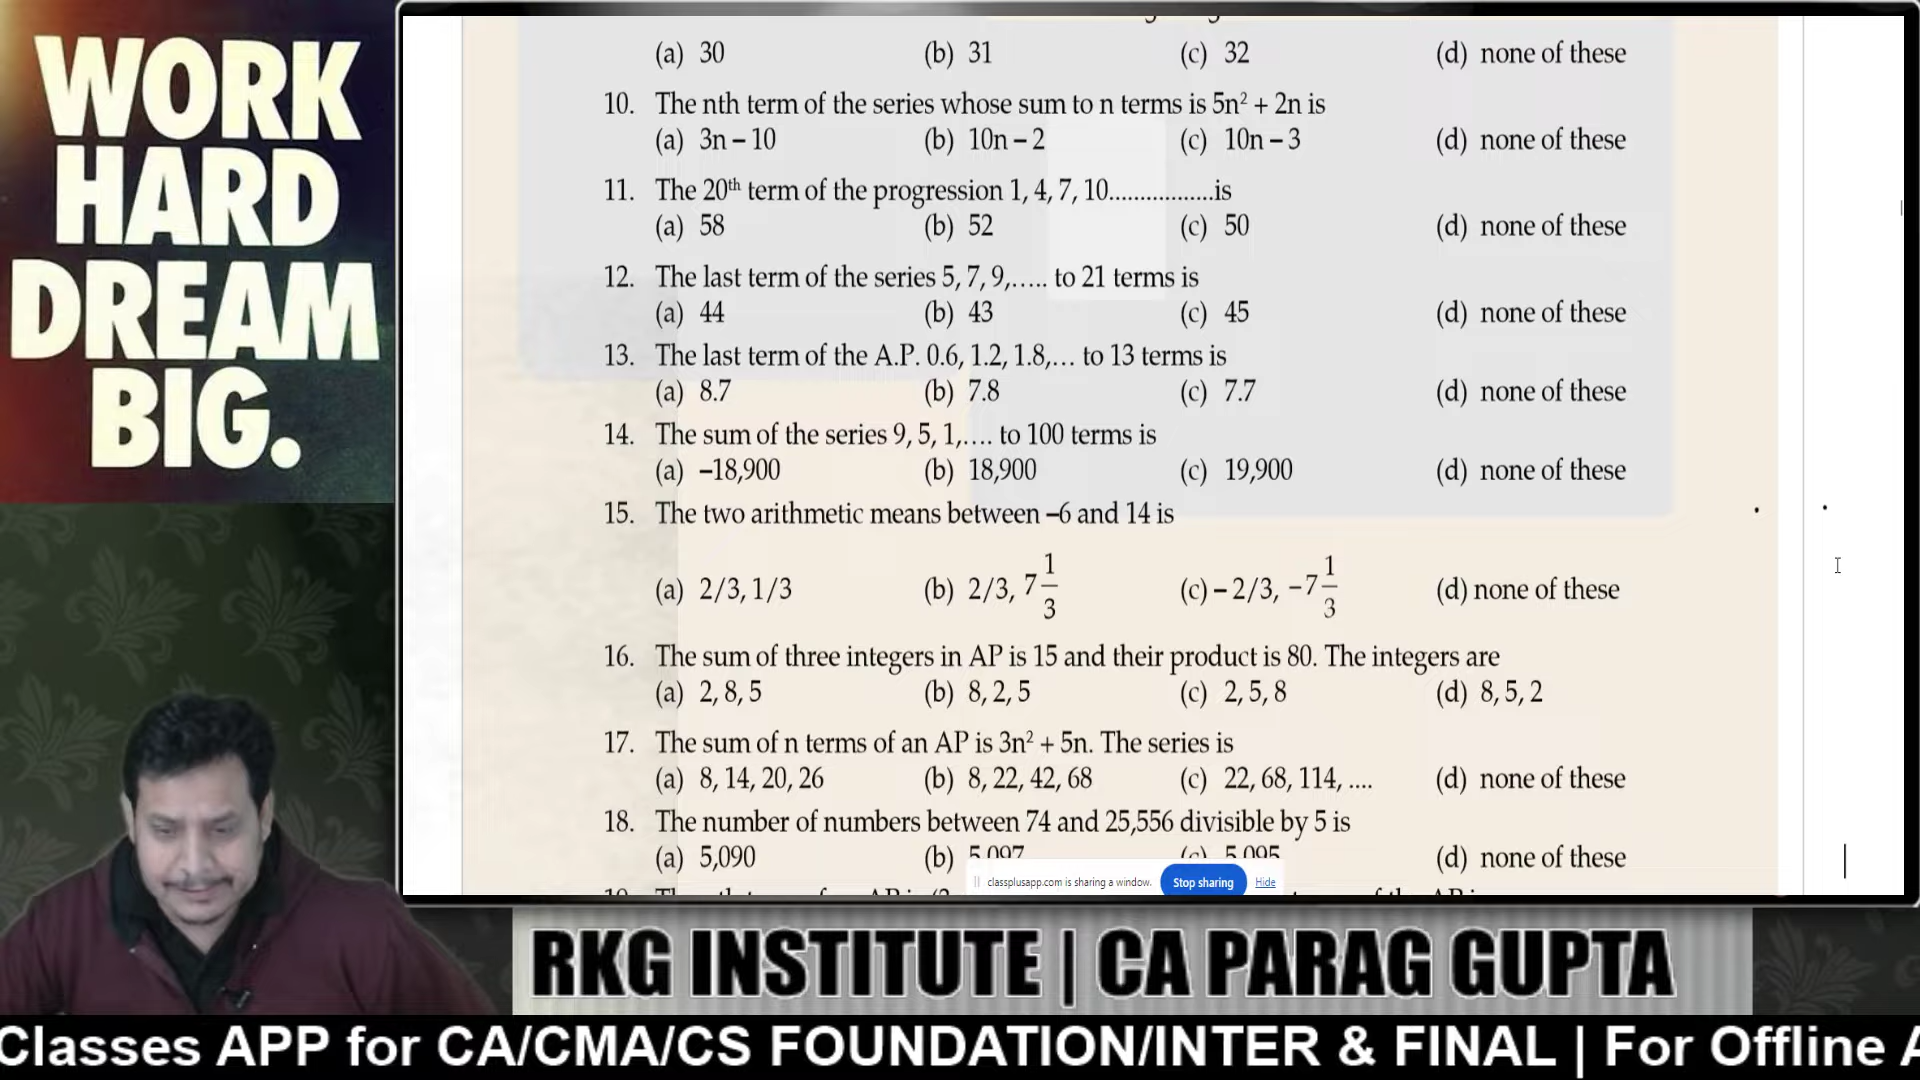 WORK
HARD
DREAM
BIG.
(a) 30 (b) 31 (c) 32 (d) none of these
10. The nth term of the series whose sum to n terms is 5n² + 2n is
(a) 3n – 10 (b) 10n – 2 (c) 10n – 3 (d) none of these
11. The 20th term of the progression 1, 4, 7, 10.................is
(a) 58 (b) 52 (c) 50 (d) none of these
12. The last term of the series 5, 7, 9,….. to 21 terms is
(a) 44 (b) 43 (c) 45 (d) none of these
13. The last term of the A.P. 0.6, 1.2, 1.8,… to 13 terms is
(a) 8.7 (b) 7.8 (c) 7.7 (d) none of these
14. The sum of the series 9, 5, 1,…. to 100 terms is
(a) –18,900 (b) 18,900 (c) 19,900 (d) none of these
15. The two arithmetic means between –6 and 14 is
(a) 2/3, 1/3 (b) 2/3, 7 1/3 (c) – 2/3, –7 1/3 (d) none of these
16. The sum of three integers in AP is 15 and their product is 80. The integers are
(a) 2, 8, 5 (b) 8, 2, 5 (c) 2, 5, 8 (d) 8, 5, 2
17. The sum of n terms of an AP is 3n² + 5n. The series is
(a) 8, 14, 20, 26 (b) 8, 22, 42, 68 (c) 22, 68, 114, .... (d) none of these
18. The number of numbers between 74 and 25,556 divisible by 5 is
(a) 5,090 (b) 5,097 (c) 5,095 (d) none of these
classplusapp.com is sharing a window. Stop sharing Hide
RKG INSTITUTE | CA PARAG GUPTA
Classes APP for CA/CMA/CS FOUNDATION/INTER & FINAL | For Offline